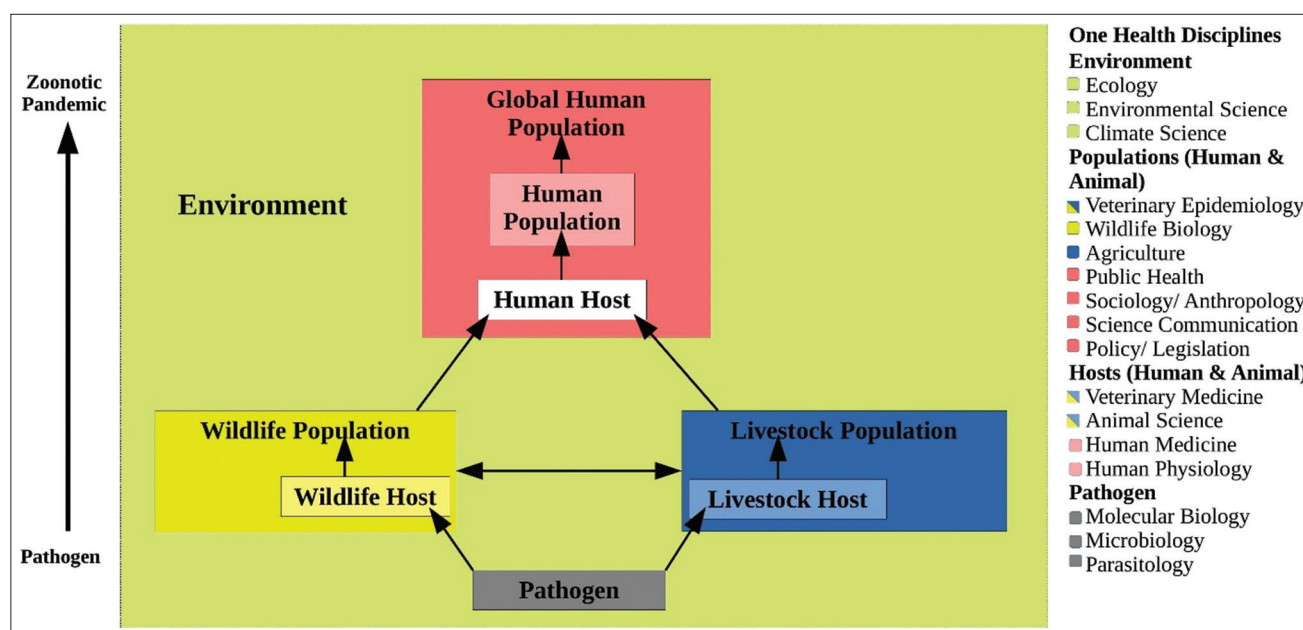 Zoonotic
Pandemic
Pathogen
Environment
Global Human
Population
Human
Population
Human Host
Wildlife Population
Wildlife Host
Livestock Population
Livestock Host
Pathogen
One Health Disciplines
Environment
Ecology
Environmental Science
Climate Science
Populations (Human &
Animal)
Veterinary Epidemiology
Wildlife Biology
Agriculture
Public Health
Sociology/ Anthropology
Science Communication
Policy/ Legislation
Hosts (Human & Animal)
Veterinary Medicine
Animal Science
Human Medicine
Human Physiology
Pathogen
Molecular Biology
Microbiology
Parasitology